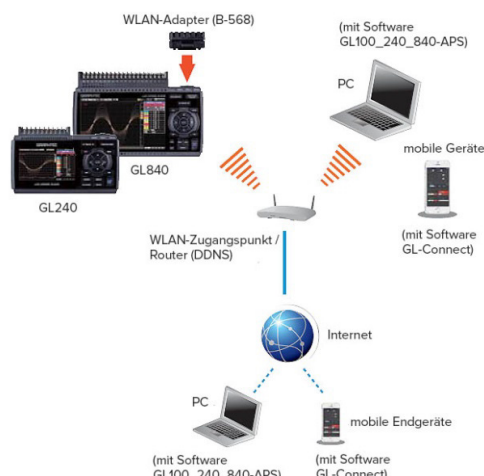 WLAN-Adapter (B-568)
(mit Software
GL100_240_840-APS)
PC
mobile Geräte
GL840
GL240
(mit Software
GL-Connect)
WLAN-Zugangspunkt /
Router (DDNS)
Internet
PC
mobile Endgeräte
(mit Software
GL100_240_840-APS)
(mit Software
GL-Connect)